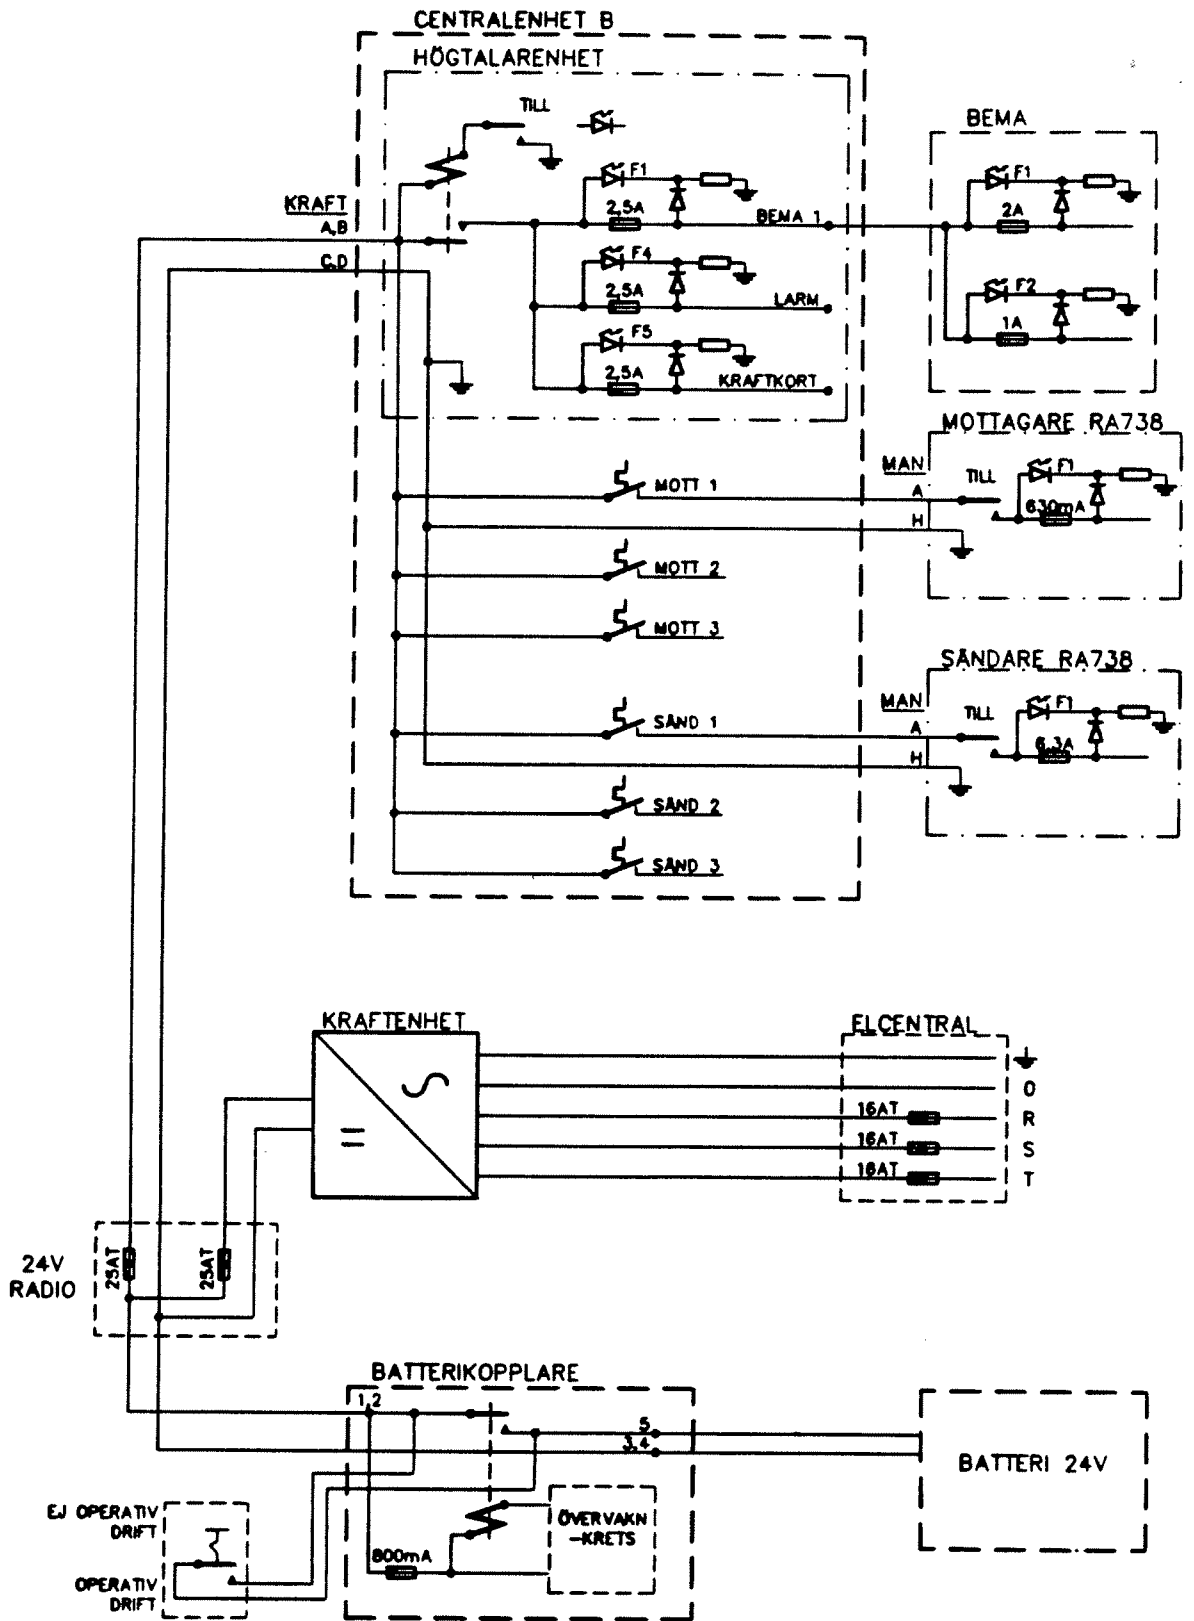 CENTRALENHET B
HÖGTALARENHET
TILL
BEMA
F1
F1
KRAFT
2,5A
2A
A,B
BEMA 1
F4
C,D
F2
2,5A
LARM
1A
F5
2,5A
KRAFTKORT
MOTTAGARE RA738
MAN
F1
MOTT 1
A
TILL
630mA
H
MOTT 2
MOTT 3
SÄNDARE RA738
MAN
F1
SÄND 1
A
TILL
6,3A
H
SÄND 2
SÄND 3
KRAFTENHET
ELCENTRAL
0
16AT
R
16AT
S
16AT
T
24V
RADIO
25AT
25AT
BATTERIKOPPLARE
1,2
5
3,4
BATTERI 24V
EJ OPERATIV
DRIFT
ÖVERVAKN
-KRETS
800mA
OPERATIV
DRIFT